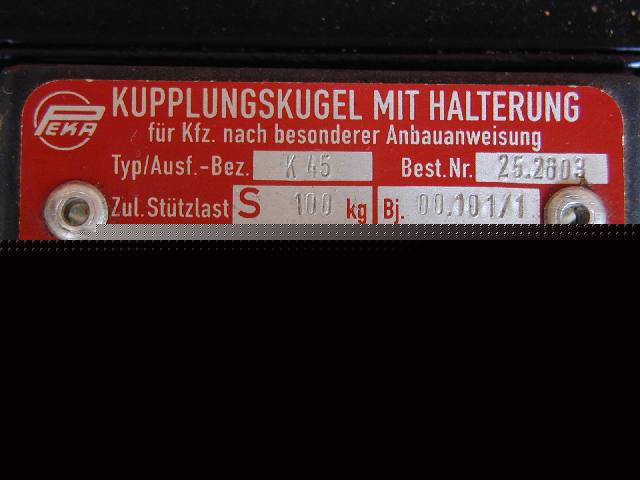 PEKA
KUPPLUNGSKUGEL MIT HALTERUNG
für Kfz. nach besonderer Anbauanweisung
Typ/Ausf.-Bez. K 45 Best.Nr. 25.2603
Zul. Stützlast S 100 kg Bj. 00.101/1